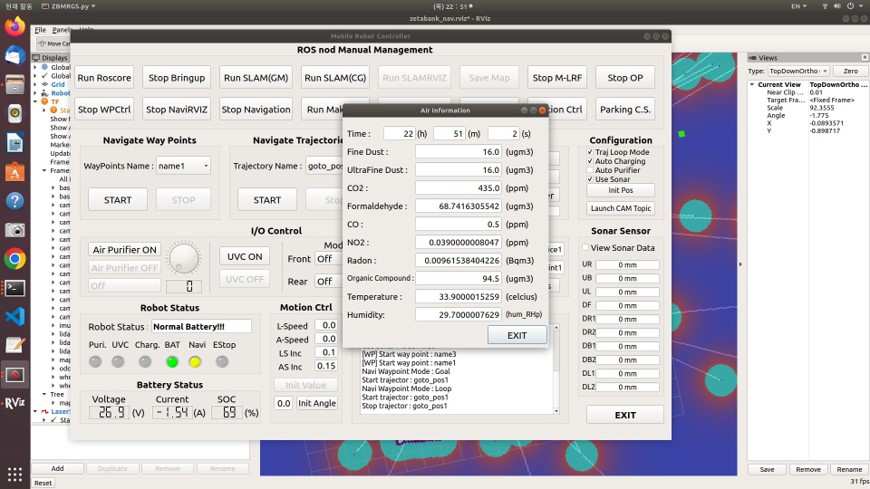 현재 활동
ZBMRGS.py
(목) 22 : 51
EN
zetabank_nav.rviz* - RViz
File Panels
Mobile Robot Controller
Move Ca
ROS nod Manual Management
Displays
Run Roscore
Stop Bringup
Run SLAM(GM)
Run SLAM(CG)
Run SLAMRVIZ
Save Map
Stop M-LRF
Stop OP
Stop WPCtrl
Stop NaviRVIZ
Stop Navigation
Parking C.S.
Air Information
Time : 22 (h) 51 (m) 2 (s)
Fine Dust : 16.0 (ugm3)
UltraFine Dust : 16.0 (ugm3)
CO2 : 435.0 (ppm)
Formaldehyde : 68.7416305542 (ugm3)
CO : 0.5 (ppm)
NO2 : 0.0390000008047 (ppm)
Radon : 0.00961538404226 (Bqm3)
Organic Compound : 94.5 (ugm3)
Temperature : 33.9000015259 (celcius)
Humidity: 29.7000007629 (hum_RHp)
EXIT
Navigate Way Points
WayPoints Name : name1
START
STOP
Navigate Trajectorie
Trajectory Name : goto_pos
START
Configuration
Traj Loop Mode
Auto Charging
Auto Purifier
Use Sonar
Init Pos
Launch CAM Topic
I/O Control
Air Purifier ON
Air Purifier OFF
Off
0
UVC ON
UVC OFF
Front Off
Rear Off
Sonar Sensor
View Sonar Data
UR 0 mm
UB 0 mm
UL 0 mm
DF 0 mm
DR1 0 mm
DR2 0 mm
DB1 0 mm
DB2 0 mm
DL1 0 mm
DL2 0 mm
EXIT
Robot Status
Robot Status : Normal Battery!!!
Puri. UVC Charg. BAT Navi EStop
Battery Status
Voltage Current SOC
26.9 (V) -1.54 (A) 69 (%)
Motion Ctrl
L-Speed 0.0
A-Speed 0.0
LS Inc 0.1
AS Inc 0.15
Init Value
0.0 Init Angle
[WP] Start way point : name3
[WP] Start way point : name1
Navi Waypoint Mode : Goal
Start trajector : goto_pos1
Navi Waypoint Mode : Loop
Start trajector : goto_pos1
Stop trajector : goto_pos1
Views
Type: TopDownOrtho Zero
Current View TopDownOrtho ...
Near Clip ... 0.01
Target Fra... <Fixed Frame>
Scale 92.3555
Angle -1.775
X -0.0893571
Y -0.898717
Save Remove Rename
Add Duplicate Remove Rename
Reset
31 fps